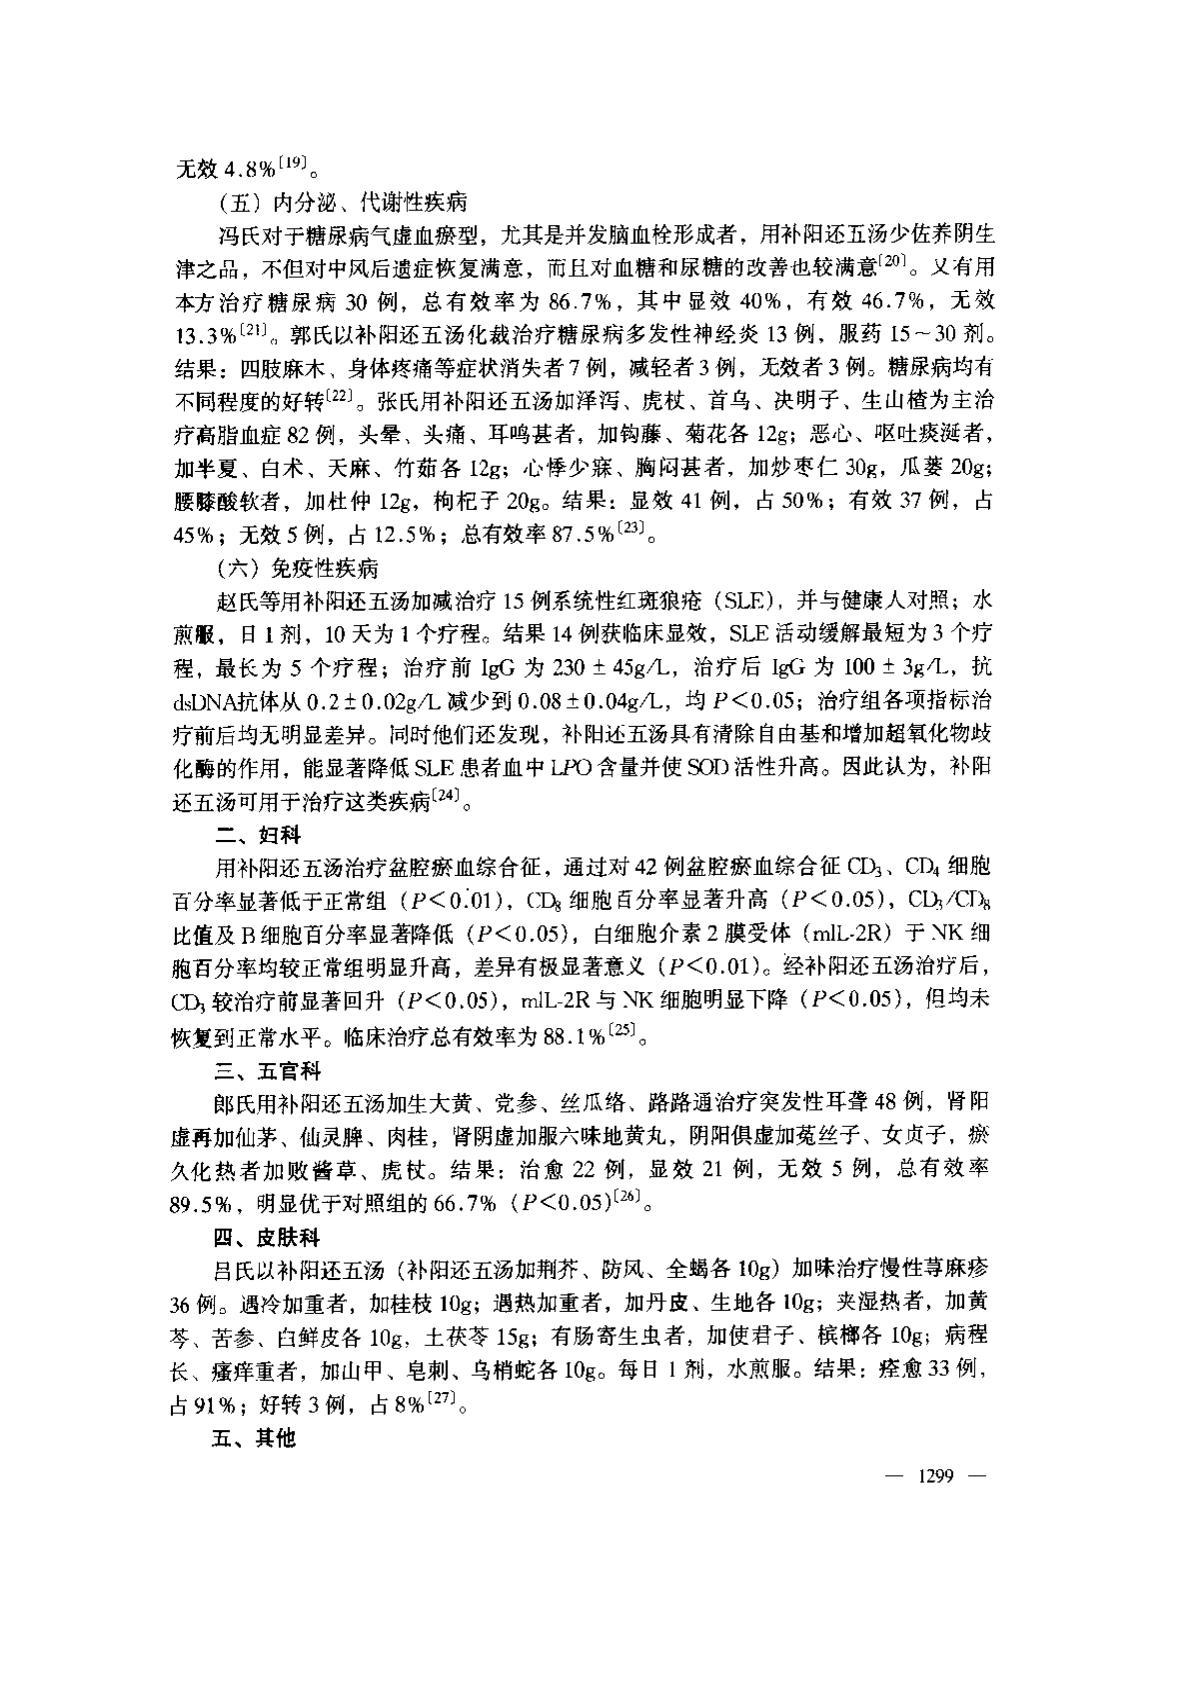 无效 4.8%〔19〕。
（五）内分泌、代谢性疾病
冯氏对于糖尿病气虚血瘀型，尤其是并发脑血栓形成者，用补阳还五汤少佐养阴生
津之品，不但对中风后遗症恢复满意，而且对血糖和尿糖的改善也较满意〔20〕。又有用
本方治疗糖尿病 30 例，总有效率为 86.7%，其中显效 40%，有效 46.7%，无效
13.3%〔21〕。郭氏以补阳还五汤化裁治疗糖尿病多发性神经炎 13 例，服药 15～30 剂。
结果：四肢麻木、身体疼痛等症状消失者 7 例，减轻者 3 例，无效者 3 例。糖尿病均有
不同程度的好转〔22〕。张氏用补阳还五汤加泽泻、虎杖、首乌、决明子、生山楂为主治
疗高脂血症 82 例，头晕、头痛、耳鸣甚者，加钩藤、菊花各 12g；恶心、呕吐痰涎者，
加半夏、白术、天麻、竹茹各 12g；心悸少寐、胸闷甚者，加炒枣仁 30g，瓜蒌 20g；
腰膝酸软者，加杜仲 12g，枸杞子 20g。结果：显效 41 例，占 50%；有效 37 例，占
45%；无效 5 例，占 12.5%；总有效率 87.5%〔23〕。
（六）免疫性疾病
赵氏等用补阳还五汤加减治疗 15 例系统性红斑狼疮（SLE），并与健康人对照；水
煎服，日 1 剂，10 天为 1 个疗程。结果 14 例获临床显效，SLE 活动缓解最短为 3 个疗
程，最长为 5 个疗程；治疗前 IgG 为 230 ± 45g/L，治疗后 IgG 为 100 ± 3g/L，抗
dsDNA抗体从 0.2±0.02g/L 减少到 0.08±0.04g/L，均 P＜0.05；治疗组各项指标治
疗前后均无明显差异。同时他们还发现，补阳还五汤具有清除自由基和增加超氧化物歧
化酶的作用，能显著降低 SLE 患者血中 LPO 含量并使 SOD 活性升高。因此认为，补阳
还五汤可用于治疗这类疾病〔24〕。
二、妇科
用补阳还五汤治疗盆腔瘀血综合征，通过对 42 例盆腔瘀血综合征 CD₃、CD₄ 细胞
百分率显著低于正常组（P＜0.01），CD₈ 细胞百分率显著升高（P＜0.05），CD₃/CD₈
比值及 B 细胞百分率显著降低（P＜0.05），白细胞介素 2 膜受体（mlL-2R）于 NK 细
胞百分率均较正常组明显升高，差异有极显著意义（P＜0.01）。经补阳还五汤治疗后，
CD₃ 较治疗前显著回升（P＜0.05），mlL-2R 与 NK 细胞明显下降（P＜0.05），但均未
恢复到正常水平。临床治疗总有效率为 88.1%〔25〕。
三、五官科
郎氏用补阳还五汤加生大黄、党参、丝瓜络、路路通治疗突发性耳聋 48 例，肾阳
虚再加仙茅、仙灵脾、肉桂，肾阴虚加服六味地黄丸，阴阳俱虚加菟丝子、女贞子，瘀
久化热者加败酱草、虎杖。结果：治愈 22 例，显效 21 例，无效 5 例，总有效率
89.5%，明显优于对照组的 66.7%（P＜0.05）〔26〕。
四、皮肤科
吕氏以补阳还五汤（补阳还五汤加荆芥、防风、全蝎各 10g）加味治疗慢性荨麻疹
36 例。遇冷加重者，加桂枝 10g；遇热加重者，加丹皮、生地各 10g；夹湿热者，加黄
芩、苦参、白鲜皮各 10g，土茯苓 15g；有肠寄生虫者，加使君子、槟榔各 10g；病程
长、瘙痒重者，加山甲、皂刺、乌梢蛇各 10g。每日 1 剂，水煎服。结果：痊愈 33 例，
占 91%；好转 3 例，占 8%〔27〕。
五、其他
— 1299 —